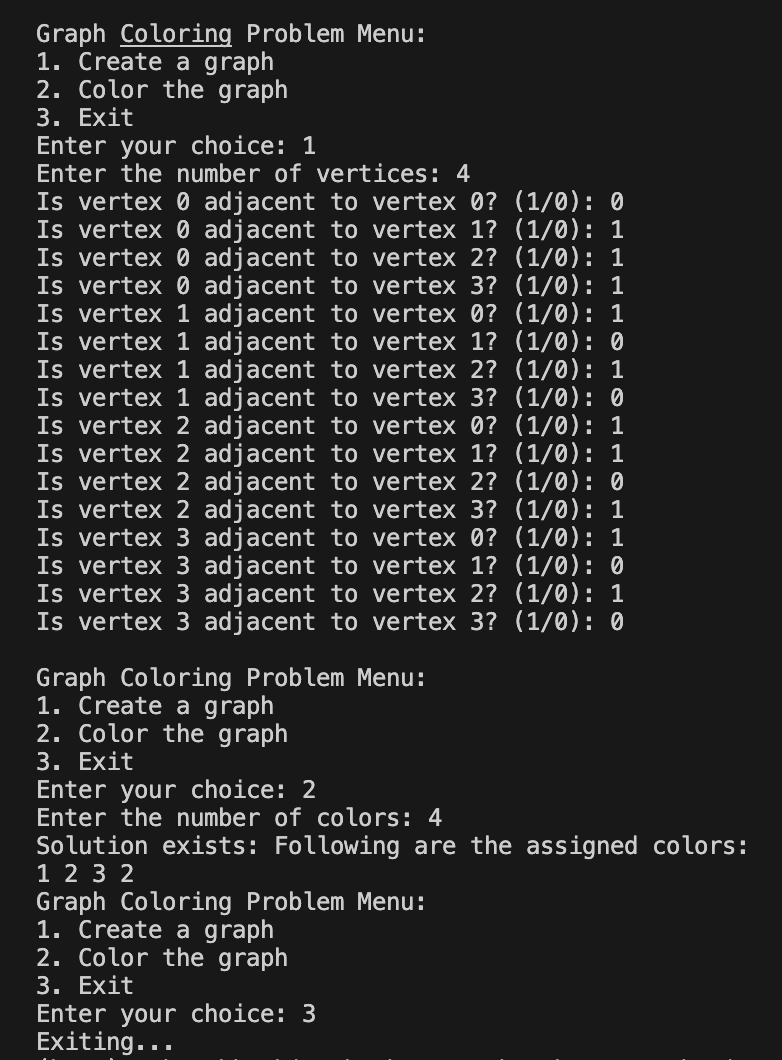 Graph Coloring Problem Menu:
1. Create a graph
2. Color the graph
3. Exit
Enter your choice: 1
Enter the number of vertices: 4
Is vertex 0 adjacent to vertex 0? (1/0): 0
Is vertex 0 adjacent to vertex 1? (1/0): 1
Is vertex 0 adjacent to vertex 2? (1/0): 1
Is vertex 0 adjacent to vertex 3? (1/0): 1
Is vertex 1 adjacent to vertex 0? (1/0): 1
Is vertex 1 adjacent to vertex 1? (1/0): 0
Is vertex 1 adjacent to vertex 2? (1/0): 1
Is vertex 1 adjacent to vertex 3? (1/0): 0
Is vertex 2 adjacent to vertex 0? (1/0): 1
Is vertex 2 adjacent to vertex 1? (1/0): 1
Is vertex 2 adjacent to vertex 2? (1/0): 0
Is vertex 2 adjacent to vertex 3? (1/0): 1
Is vertex 3 adjacent to vertex 0? (1/0): 1
Is vertex 3 adjacent to vertex 1? (1/0): 0
Is vertex 3 adjacent to vertex 2? (1/0): 1
Is vertex 3 adjacent to vertex 3? (1/0): 0
Graph Coloring Problem Menu:
1. Create a graph
2. Color the graph
3. Exit
Enter your choice: 2
Enter the number of colors: 4
Solution exists: Following are the assigned colors:
1 2 3 2
Graph Coloring Problem Menu:
1. Create a graph
2. Color the graph
3. Exit
Enter your choice: 3
Exiting...